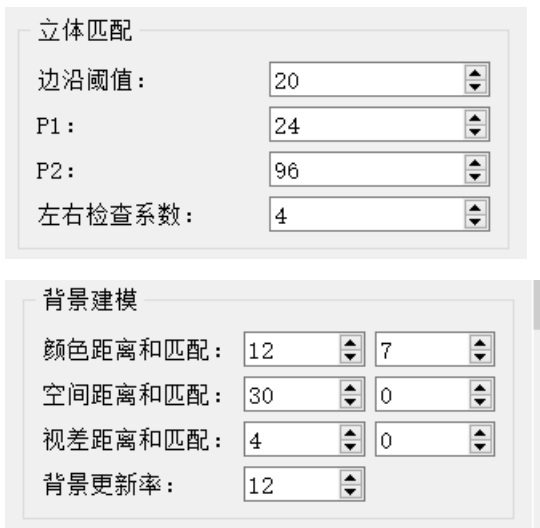 立体匹配
边沿阈值: 20
P1: 24
P2: 96
左右检查系数: 4
背景建模
颜色距离和匹配: 12 7
空间距离和匹配: 30 0
视差距离和匹配: 4 0
背景更新率: 12